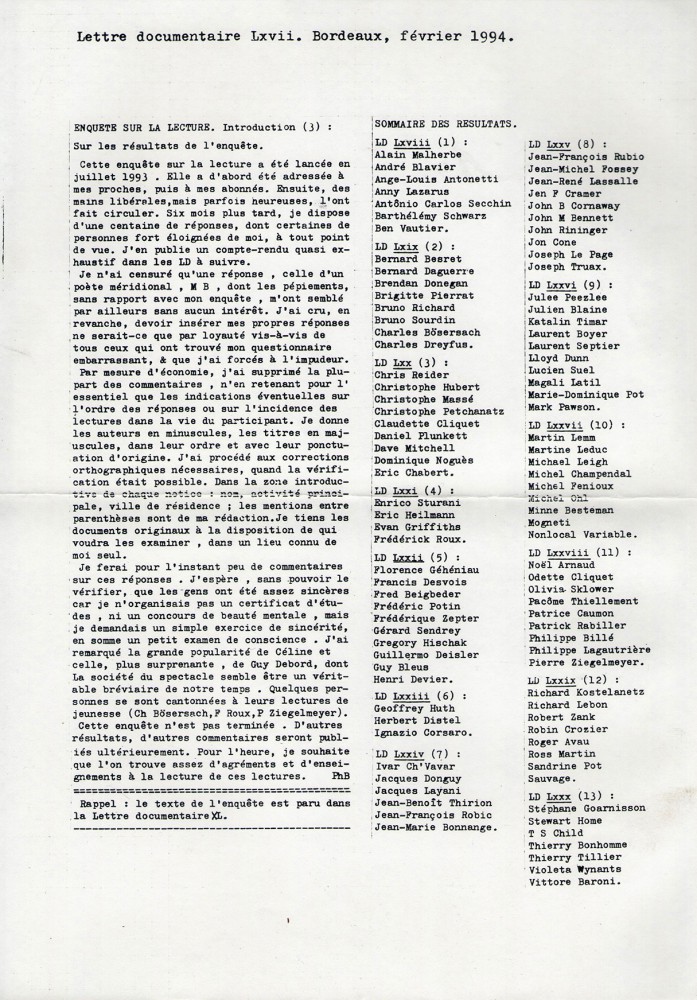 Lettre documentaire Lxvii. Bordeaux, février 1994.
ENQUETE SUR LA LECTURE. Introduction (3) :
Sur les résultats de l'enquête.
Cette enquête sur la lecture a été lancée en
juillet 1993 . Elle a d'abord été adressée à
mes proches, puis à mes abonnés. Ensuite, des
mains libérales,mais parfois heureuses, l'ont
fait circuler. Six mois plus tard, je dispose
d'une centaine de réponses, dont certaines de
personnes fort éloignées de moi, à tout point
de vue. J'en publie un compte-rendu quasi ex-
haustif dans les LD à suivre.
Je n'ai censuré qu'une réponse , celle d'un
poète méridional , M B , dont les pépiements,
sans rapport avec mon enquête , m'ont semblé
par ailleurs sans aucun intérêt. J'ai cru, en
revanche, devoir insérer mes propres réponses
ne serait-ce que par loyauté vis-à-vis de
tous ceux qui ont trouvé mon questionnaire
embarrassant, & que j'ai forcés à l'impudeur.
Par mesure d'économie, j'ai supprimé la plu-
part des commentaires , n'en retenant pour l'
essentiel que les indications éventuelles sur
l'ordre des réponses ou sur l'incidence des
lectures dans la vie du participant. Je donne
les auteurs en minuscules, les titres en maj-
uscules, dans leur ordre et avec leur ponctu-
ation d'origine. J'ai procédé aux corrections
orthographiques nécessaires, quand la vérifi-
cation était possible. Dans la zone introduc-
tive de chaque notice : nom, activité princi-
pale, ville de résidence ; les mentions entre
parenthèses sont de ma rédaction.Je tiens les
documents originaux à la disposition de qui
voudra les examiner , dans un lieu connu de
moi seul.
Je ferai pour l'instant peu de commentaires
sur ces réponses . J'espère , sans pouvoir le
vérifier, que les gens ont été assez sincères
car je n'organisais pas un certificat d'étu-
des , ni un concours de beauté mentale , mais
je demandais un simple exercice de sincérité,
en somme un petit examen de conscience . J'ai
remarqué la grande popularité de Céline et
celle, plus surprenante , de Guy Debord, dont
La société du spectacle semble être un vérit-
able bréviaire de notre temps . Quelques per-
sonnes se sont cantonnées à leurs lectures de
jeunesse (Ch Bösersach,F Roux,P Ziegelmeyer).
Cette enquête n'est pas terminée . D'autres
résultats, d'autres commentaires seront publ-
iés ultérieurement. Pour l'heure, je souhaite
que l'on trouve assez d'agréments et d'ensei-
gnements à la lecture de ces lectures. PhB
Rappel : le texte de l'enquête est paru dans
la Lettre documentaire XL.
SOMMAIRE DES RESULTATS.
LD Lxviii (1) :
Alain Malherbe
André Blavier
Ange-Louis Antonetti
Anny Lazarus
Antônio Carlos Secchin
Barthélémy Schwarz
Ben Vautier.
LD Lxix (2) :
Bernard Besret
Bernard Daguerre
Brendan Donegan
Brigitte Pierrat
Bruno Richard
Bruno Sourdin
Charles Bösersach
Charles Dreyfus.
LD Lxx (3) :
Chris Reider
Christophe Hubert
Christophe Massé
Christophe Petchanatz
Claudette Cliquet
Daniel Plunkett
Dave Mitchell
Dominique Noguès
Eric Chabert.
LD Lxxi (4) :
Enrico Sturani
Eric Heilmann
Evan Griffiths
Frédérick Roux.
LD Lxxii (5) :
Florence Géhéniau
Francis Desvois
Fred Beigbeder
Frédéric Potin
Frédérique Zepter
Gérard Sendrey
Gregory Hischak
Guillermo Deisler
Guy Bleus
Henri Devier.
LD Lxxiii (6) :
Geoffrey Huth
Herbert Distel
Ignazio Corsaro.
LD Lxxiv (7) :
Ivar Ch'Vavar
Jacques Donguy
Jacques Layani
Jean-Benoît Thirion
Jean-François Robic
Jean-Marie Bonnange.
LD Lxxv (8) :
Jean-François Rubio
Jean-Michel Fossey
Jean-René Lassalle
Jen F Cramer
John B Cornaway
John M Bennett
John Rininger
Jon Cone
Joseph Le Page
Joseph Truax.
LD Lxxvi (9) :
Julee Peezlee
Julien Blaine
Katalin Timar
Laurent Boyer
Laurent Septier
Lloyd Dunn
Lucien Suel
Magali Latil
Marie-Dominique Pot
Mark Pawson.
LD Lxxvii (10) :
Martin Lemm
Martine Leduc
Michael Leigh
Michel Champendal
Michel Fenioux
Michel Ohl
Minne Besteman
Mogneti
Nonlocal Variable.
LD Lxxviii (11) :
Noël Arnaud
Odette Cliquet
Olivia Sklower
Pacôme Thiellement
Patrice Caumon
Patrick Rabiller
Philippe Billé
Philippe Lagautrière
Pierre Ziegelmeyer.
LD Lxxix (12) :
Richard Kostelanetz
Richard Lebon
Robert Zank
Robin Crozier
Roger Avau
Ross Martin
Sandrine Pot
Sauvage.
LD Lxxx (13) :
Stéphane Goarnisson
Stewart Home
T S Child
Thierry Bonhomme
Thierry Tillier
Violeta Wynants
Vittore Baroni.